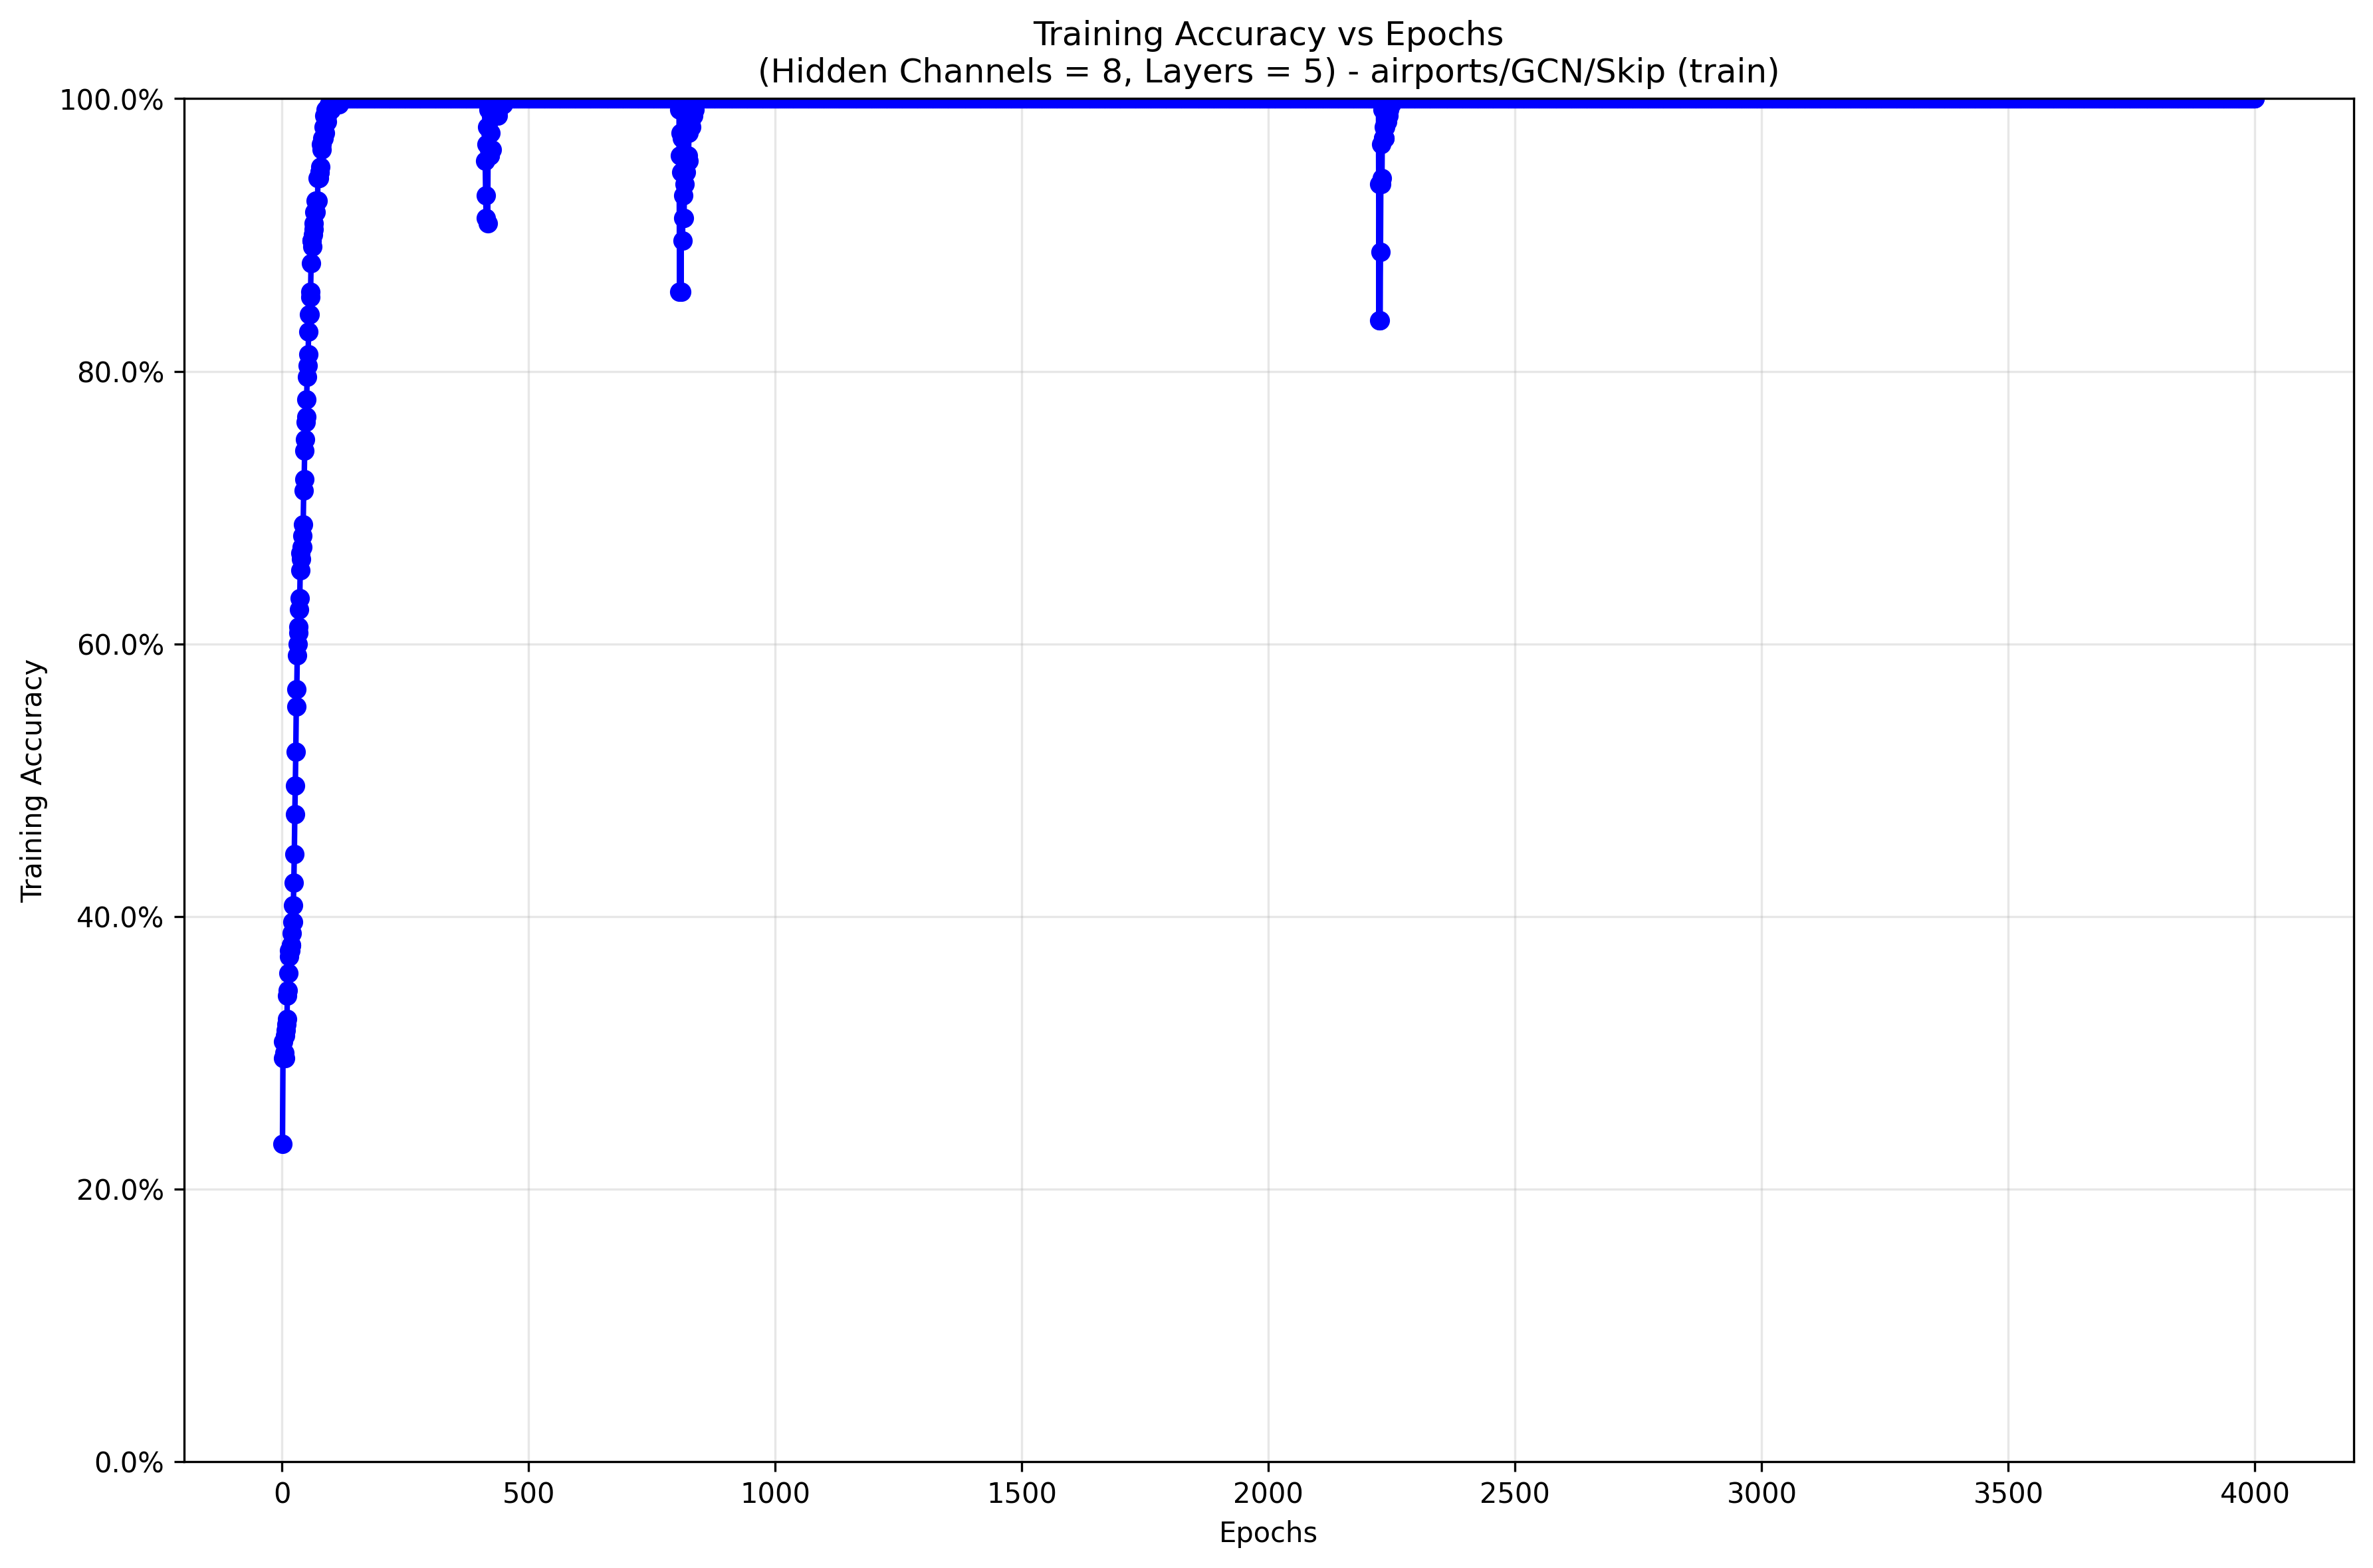 Training Accuracy vs Epochs
(Hidden Channels = 8, Layers = 5) - airports/GCN/Skip (train)
100.0%
80.0%
60.0%
40.0%
20.0%
0.0%
Training Accuracy
0 500 1000 1500 2000 2500 3000 3500 4000
Epochs